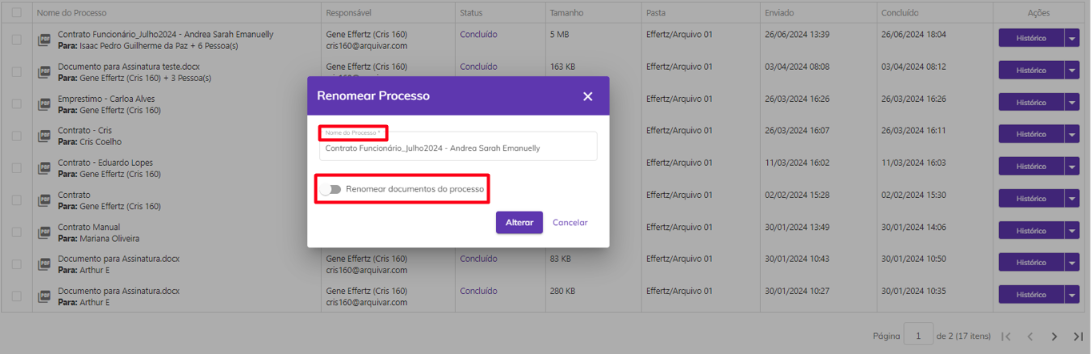 Nome do Processo Responsável Status Tamanho Pasta Enviado Concluído Ações
Contrato Funcionário_Julho2024 - Andrea Sarah Emanuelly Gene Effertz (Cris 160) Concluído 5 MB Effertz/Arquivo 01 26/06/2024 13:39 26/06/2024 18:04 Histórico
Para: Isaac Pedro Guilherme da Paz + 6 Pessoa(s) cris160@arquivar.com
Documento para Assinatura teste.docx Gene Effertz (Cris 160) Concluído 163 KB Effertz/Arquivo 01 03/04/2024 08:08 03/04/2024 08:12 Histórico
Para: Gene Effertz (Cris 160) + 3 Pessoa(s)
Emprestimo - Carloa Alves Effertz/Arquivo 01 26/03/2024 16:26 26/03/2024 16:26 Histórico
Para: Gene Effertz (Cris 160)
Contrato - Cris Effertz/Arquivo 01 26/03/2024 16:07 26/03/2024 16:11 Histórico
Para: Cris Coelho
Contrato - Eduardo Lopes Effertz/Arquivo 01 11/03/2024 16:02 11/03/2024 16:03 Histórico
Para: Gene Effertz (Cris 160)
Contrato Effertz/Arquivo 01 02/02/2024 15:28 02/02/2024 15:30 Histórico
Para: Gene Effertz (Cris 160)
Contrato Manual Effertz/Arquivo 01 30/01/2024 13:49 30/01/2024 14:06 Histórico
Para: Mariana Oliveira
Documento para Assinatura.docx Gene Effertz (Cris 160) Concluído 83 KB Effertz/Arquivo 01 30/01/2024 10:43 30/01/2024 10:50 Histórico
Para: Arthur E cris160@arquivar.com
Documento para Assinatura.docx Gene Effertz (Cris 160) Concluído 280 KB Effertz/Arquivo 01 30/01/2024 10:27 30/01/2024 10:35 Histórico
Para: Arthur E cris160@arquivar.com
Renomear Processo
Nome do Processo *
Contrato Funcionário_Julho2024 - Andrea Sarah Emanuelly
Renomear documentos do processo
Alterar Cancelar
Página 1 de 2 (17 itens)